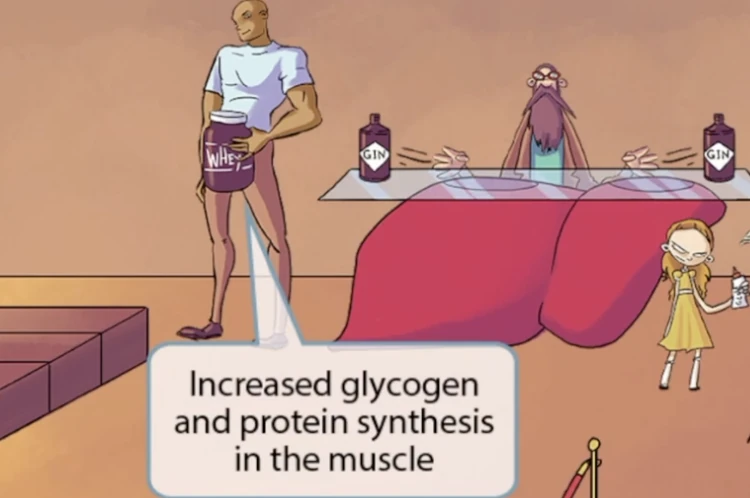 GIN
GIN
WHEY
Increased glycogen
and protein synthesis
in the muscle